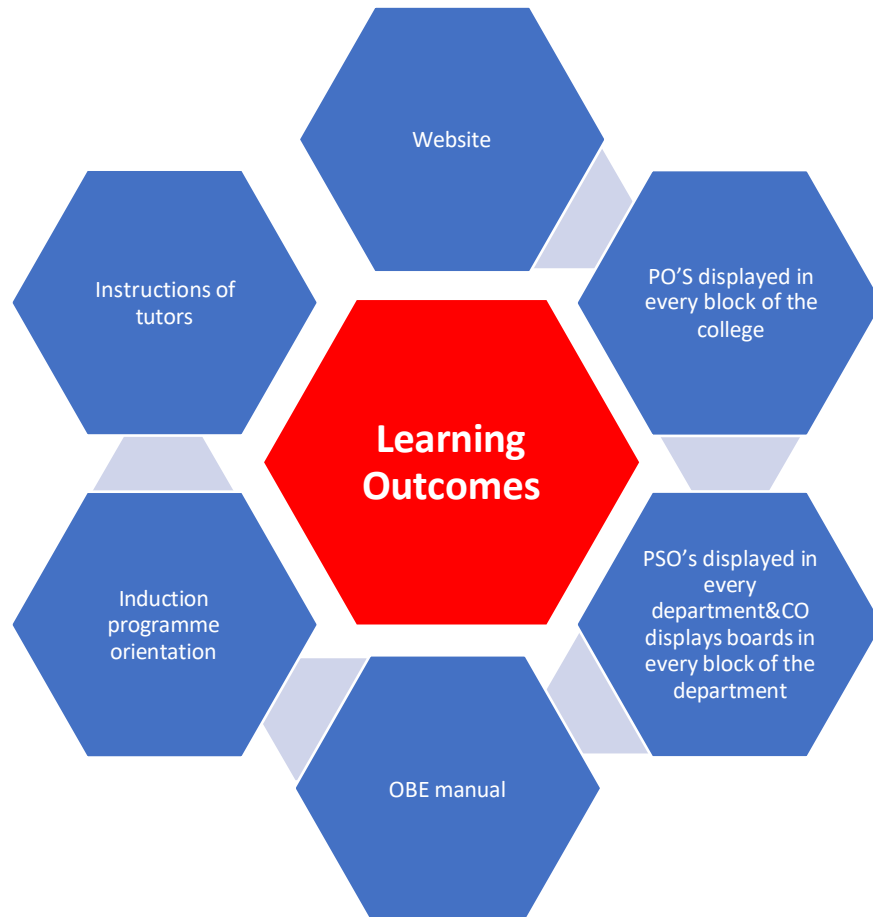 Website
Instructions of
tutors
PO’S displayed in
every block of the
college
Learning
Outcomes
Induction
programme
orientation
PSO’s displayed in
every
department&CO
displays boards in
every block of the
department
OBE manual